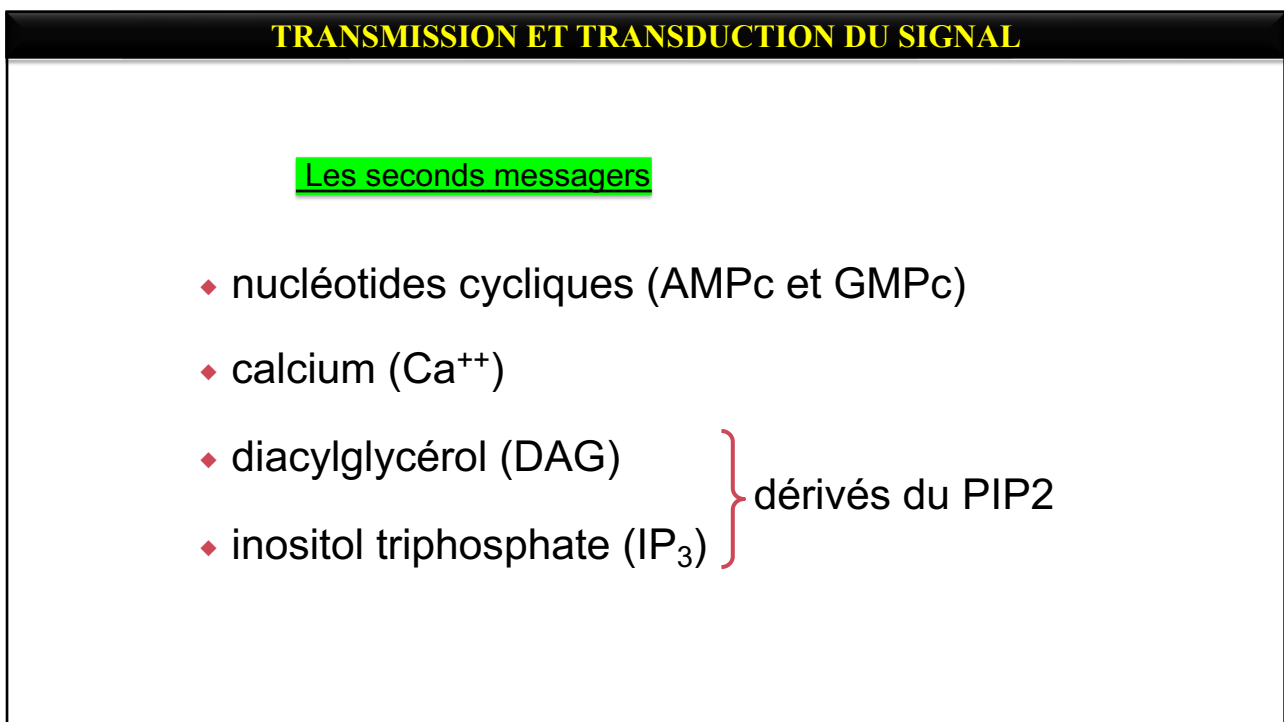 TRANSMISSION ET TRANSDUCTION DU SIGNAL
Les seconds messagers
nucléotides cycliques (AMPc et GMPc)
calcium (Ca⁺⁺)
diacylglycérol (DAG)
dérivés du PIP2
inositol triphosphate (IP₃)